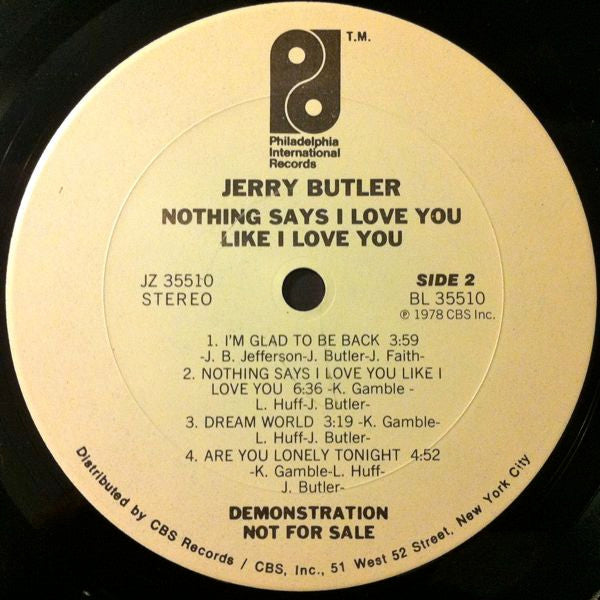 T.M.
Philadelphia
International
Records
JERRY BUTLER
NOTHING SAYS I LOVE YOU
LIKE I LOVE YOU
JZ 35510
STEREO
SIDE 2
BL 35510
℗ 1978 CBS Inc.
1. I'M GLAD TO BE BACK 3:59
-J. B. Jefferson-J. Butler-J. Faith-
2. NOTHING SAYS I LOVE YOU LIKE I
LOVE YOU 6:36 -K. Gamble -
L. Huff-J. Butler-
3. DREAM WORLD 3:19 -K. Gamble-
L. Huff-J. Butler-
4. ARE YOU LONELY TONIGHT 4:52
-K. Gamble-L. Huff-
J. Butler-
DEMONSTRATION
NOT FOR SALE
Distributed by CBS Records / CBS, Inc., 51 West 52 Street, New York City